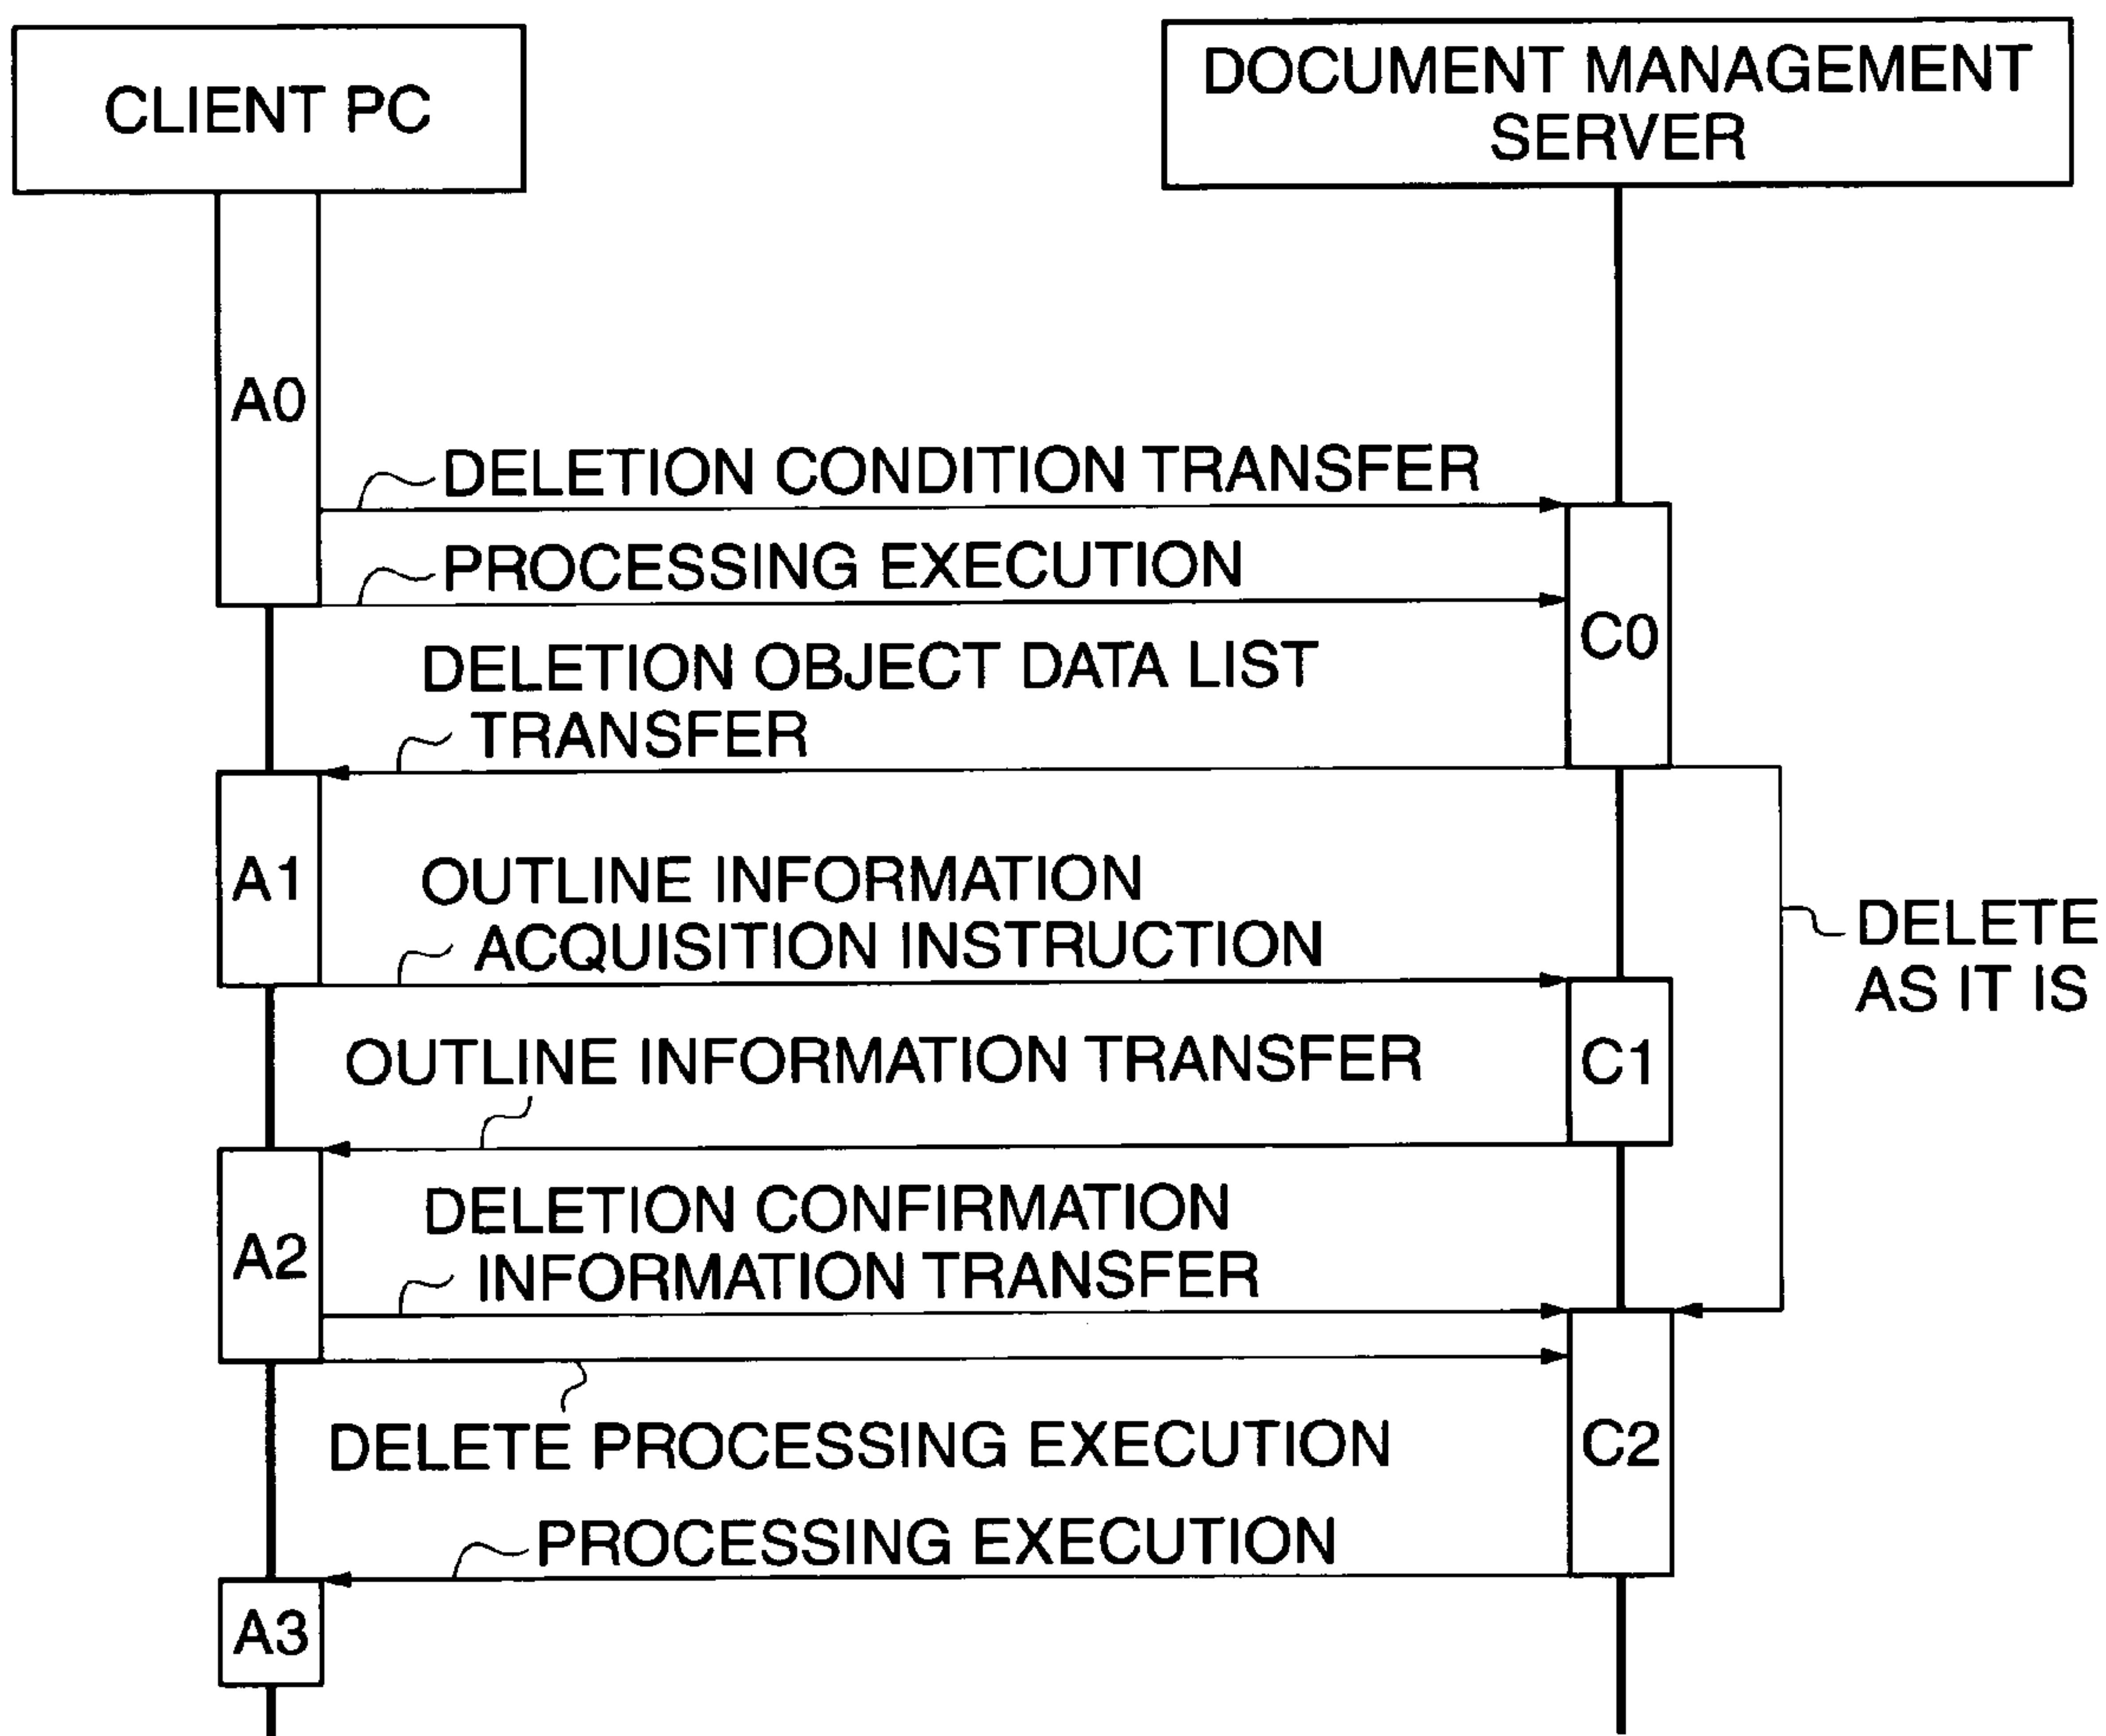 CLIENT PC
DOCUMENT MANAGEMENT
SERVER
A0
DELETION CONDITION TRANSFER
PROCESSING EXECUTION
C0
DELETION OBJECT DATA LIST
TRANSFER
A1
OUTLINE INFORMATION
ACQUISITION INSTRUCTION
DELETE
AS IT IS
OUTLINE INFORMATION TRANSFER
C1
DELETION CONFIRMATION
INFORMATION TRANSFER
A2
DELETE PROCESSING EXECUTION
C2
PROCESSING EXECUTION
A3